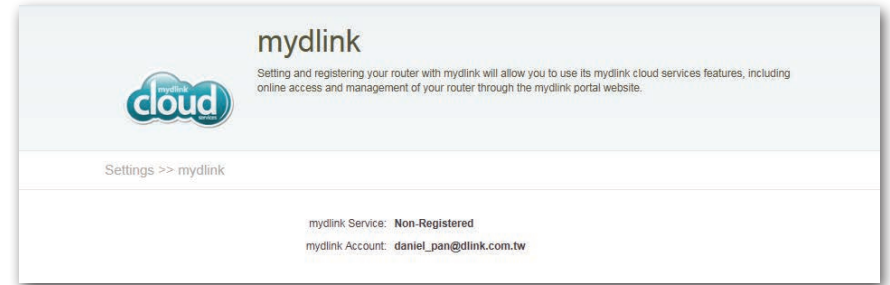 mydlink
Setting and registering your router with mydlink will allow you to use its mydlink cloud services features, including
online access and management of your router through the mydlink portal website.
mydlink
cloud
services
Settings >> mydlink
mydlink Service: Non-Registered
mydlink Account: daniel_pan@dlink.com.tw